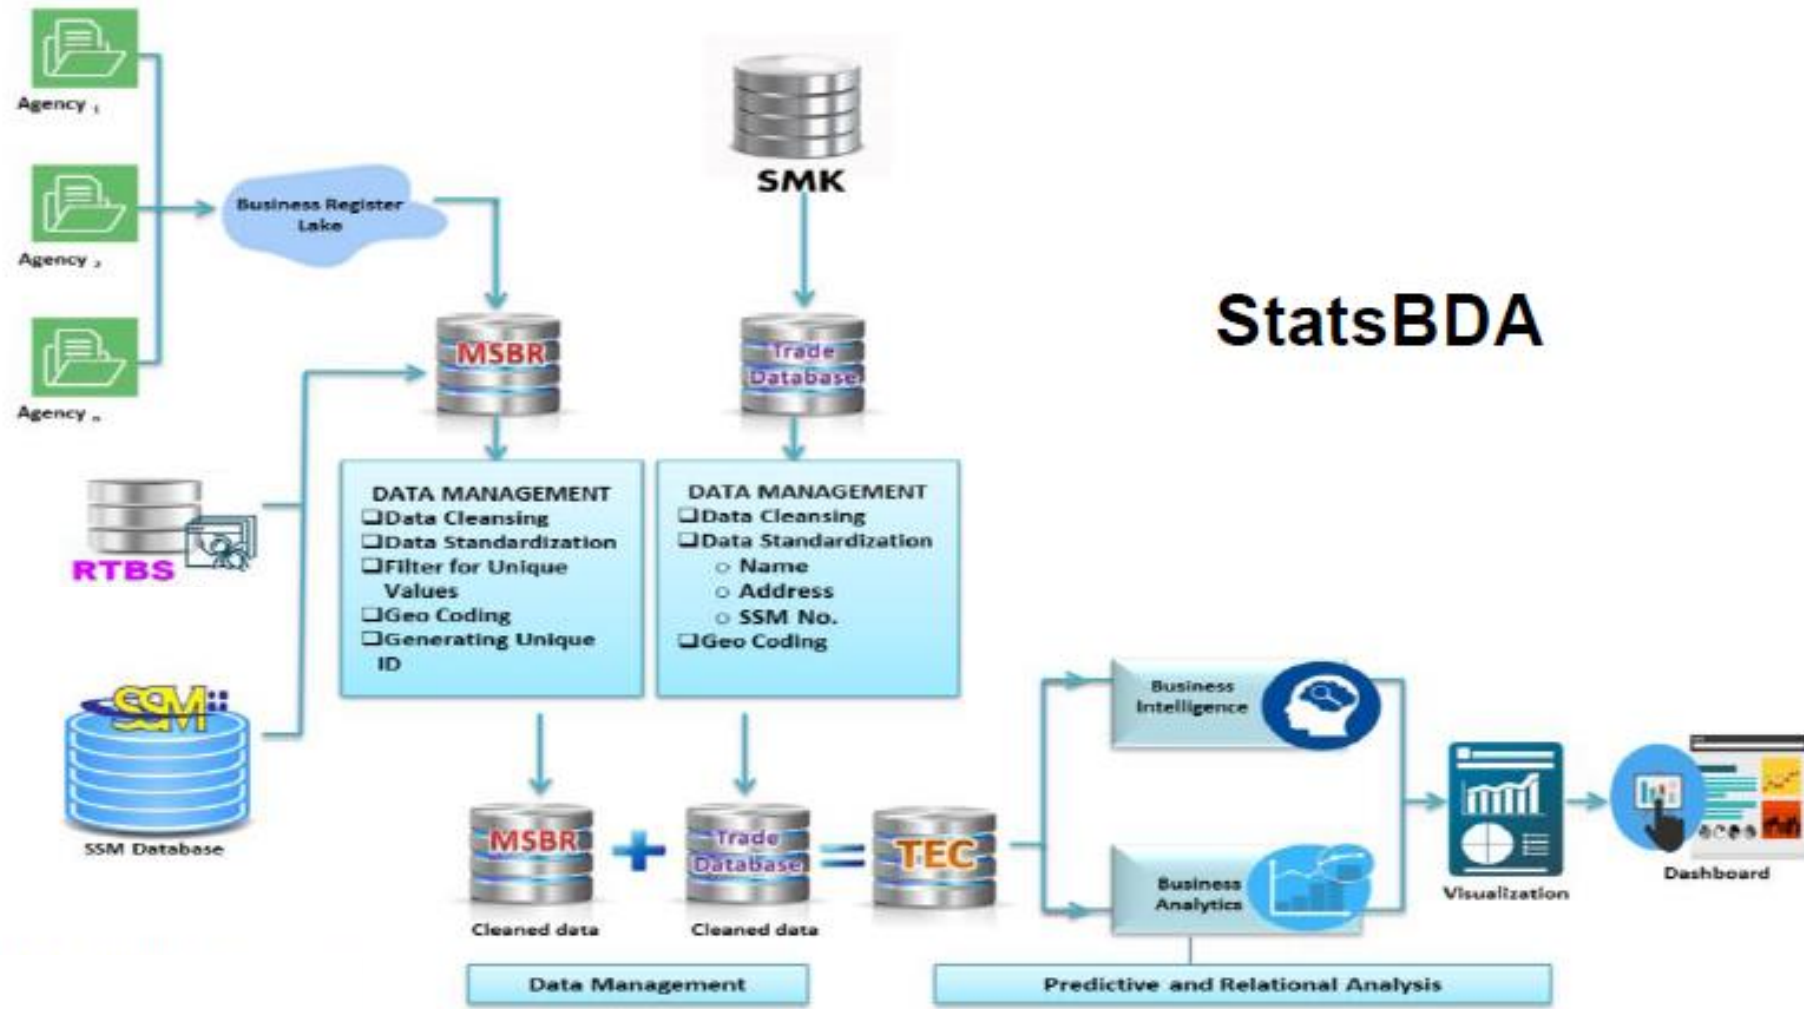 Agency 1
Agency 2
Agency n
Business Register
Lake
SMK
StatsBDA
MSBR
Trade
Database
RTBS
SSM
SSM Database
DATA MANAGEMENT
❑Data Cleansing
❑Data Standardization
❑Filter for Unique
Values
❑Geo Coding
❑Generating Unique
ID
DATA MANAGEMENT
❑Data Cleansing
❑Data Standardization
○ Name
○ Address
○ SSM No.
❑Geo Coding
MSBR
Cleaned data
+
Trade
Database
Cleaned data
=
TEC
Business
Intelligence
Business
Analytics
Visualization
Dashboard
Data Management
Predictive and Relational Analysis